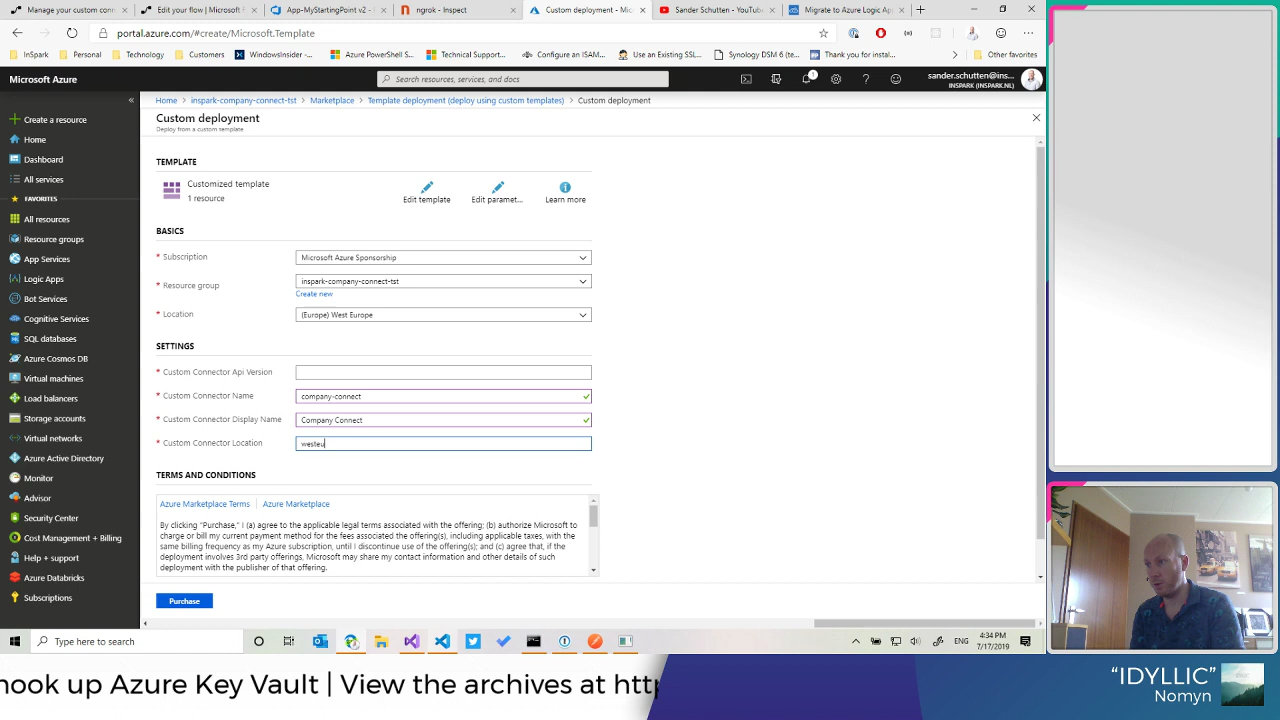 Manage your custom conn
Edit your custom connec
App-MyStartingPoint v2 -
ngrok - Inspect
Custom deployment - Mic
Sander Schutten - YouTube
Migrate to Azure Logic Ap
portal.azure.com/#create/Microsoft.Template
InSpark
Personal
Technology
Customers
WindowsInsider -
Azure PowerShell S...
Technical Support...
Configure an ISAM...
Use an Existing SSL...
Synology DSM 6 (te...
Thank you for instal...
Other favorites
Microsoft Azure
Search resources, services, and docs
1
sander.schutten@ins...
INSPARK (INSPARK.NL)
Home > inspark-company-connect-tst > Marketplace > Template deployment (deploy using custom templates) > Custom deployment
Custom deployment
Deploy from a custom template
Create a resource
Home
Dashboard
All services
FAVORITES
All resources
Resource groups
App Services
Logic Apps
Bot Services
Cognitive Services
SQL databases
Azure Cosmos DB
Virtual machines
Load balancers
Storage accounts
Virtual networks
Azure Active Directory
Monitor
Advisor
Security Center
Cost Management + Billing
Help + support
Azure Databricks
Subscriptions
TEMPLATE
Customized template
1 resource
Edit template
Edit paramet...
Learn more
BASICS
* Subscription
Microsoft Azure Sponsorship
* Resource group
inspark-company-connect-tst
Create new
* Location
(Europe) West Europe
SETTINGS
* Custom Connector Api Version
* Custom Connector Name
company-connect
* Custom Connector Display Name
Company Connect
* Custom Connector Location
westeu
TERMS AND CONDITIONS
Azure Marketplace Terms | Azure Marketplace
By clicking "Purchase," I (a) agree to the applicable legal terms associated with the offering; (b) authorize Microsoft to
charge or bill my current payment method for the fees associated the offering(s), including applicable taxes, with
the same billing frequency as my Azure subscription, until I discontinue use of the offering(s); and (c) agree that, if the
deployment involves 3rd party offerings, Microsoft may share my contact information and other details of such
deployment with the publisher of that offering.
Purchase
Type here to search
ENG
4:34 PM
7/17/2019
hook up Azure Key Vault | View the archives at http
"IDYLLIC"
Nomyn